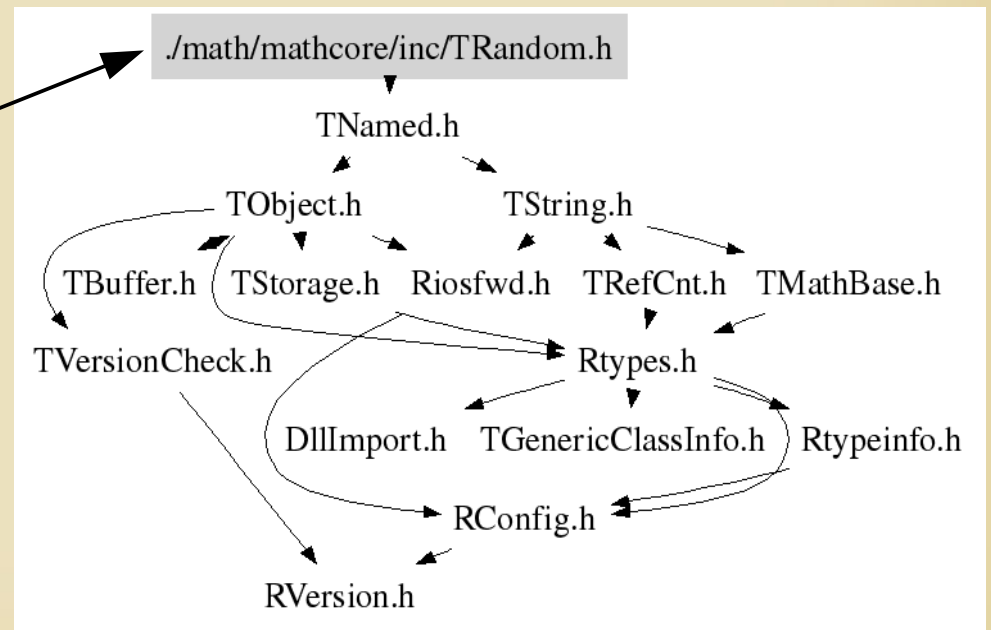 ./math/mathcore/inc/TRandom.h
TNamed.h
TObject.h TString.h
TBuffer.h TStorage.h Riosfwd.h TRefCnt.h TMathBase.h
TVersionCheck.h Rtypes.h
DllImport.h TGenericClassInfo.h Rtypeinfo.h
RConfig.h
RVersion.h